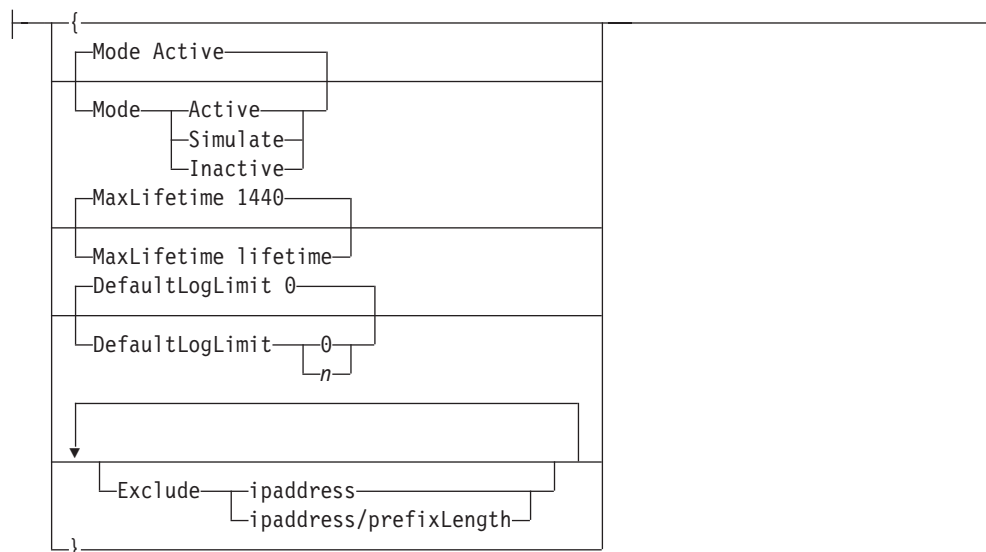 {
Mode Active
Mode Active
Simulate
Inactive
MaxLifetime 1440
MaxLifetime lifetime
DefaultLogLimit 0
DefaultLogLimit 0
n
Exclude ipaddress
ipaddress/prefixLength
}